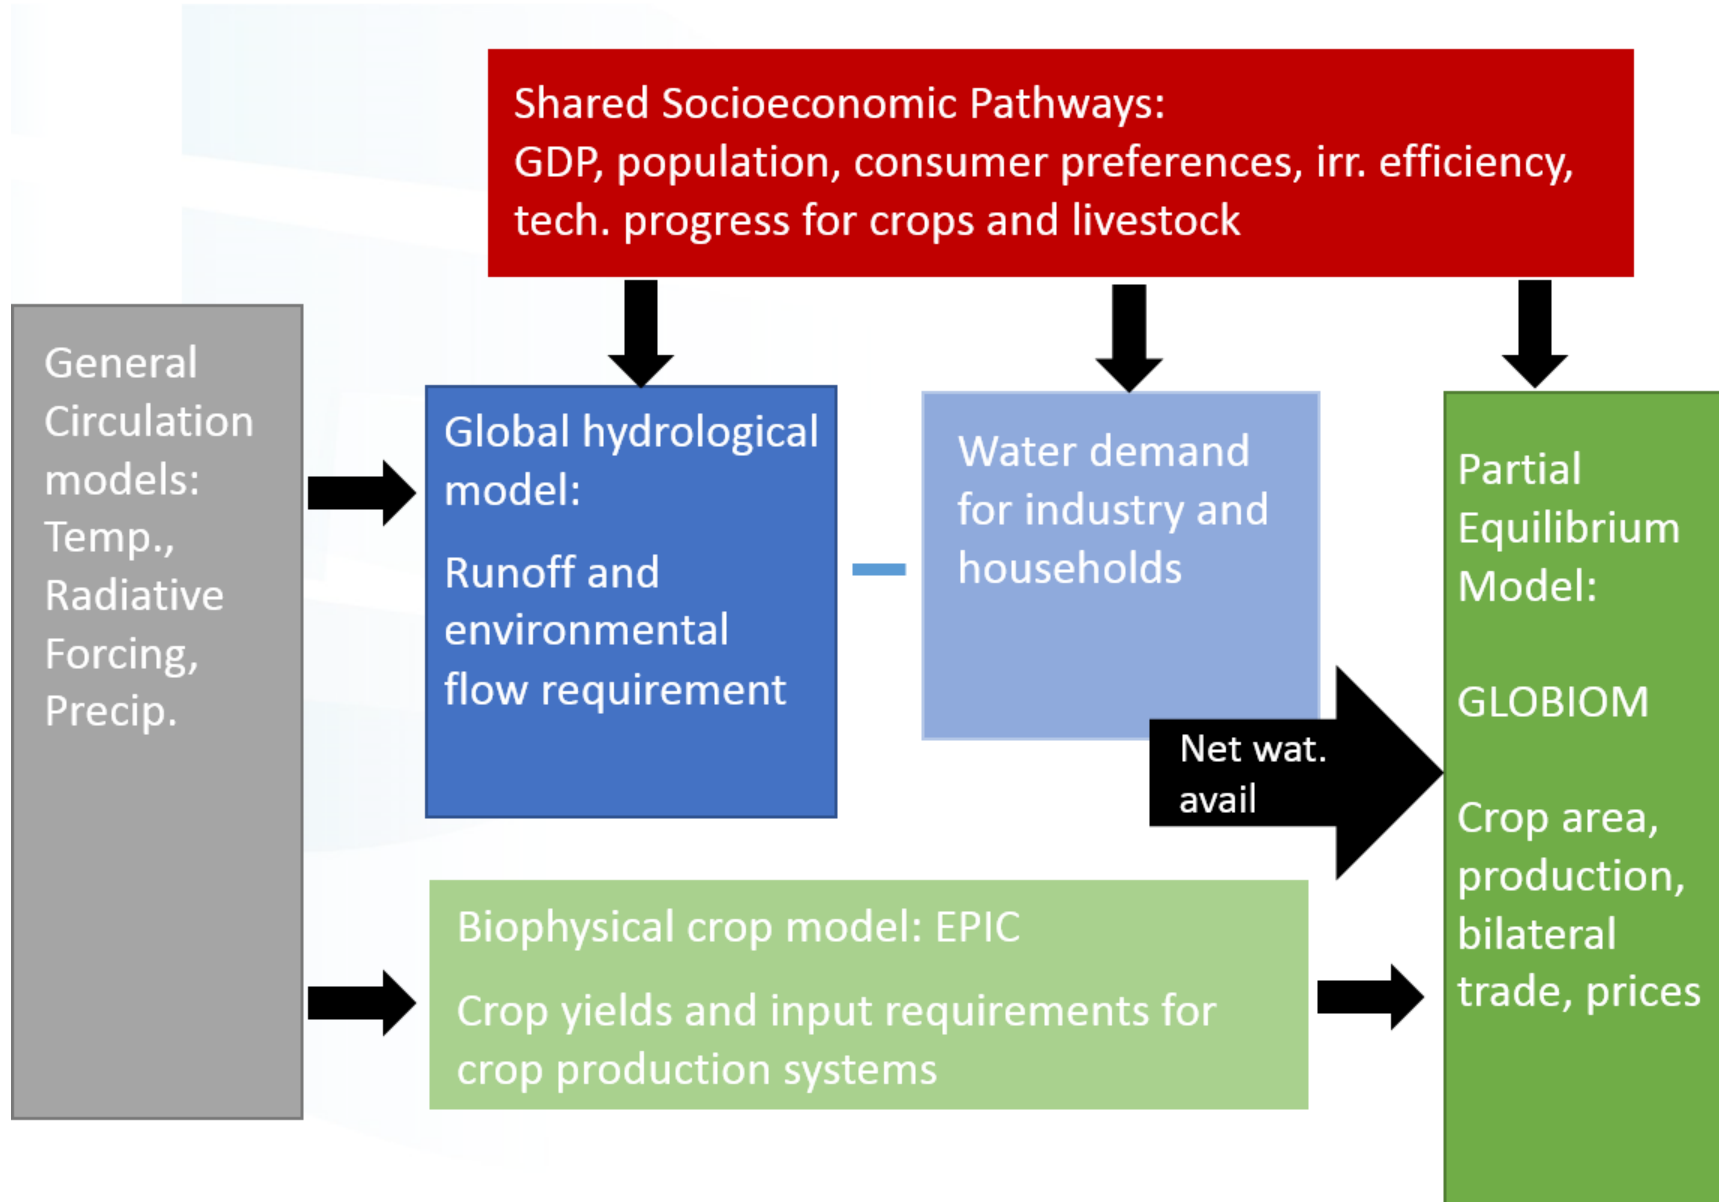 Shared Socioeconomic Pathways:
GDP, population, consumer preferences, irr. efficiency,
tech. progress for crops and livestock
General
Circulation
models:
Temp.,
Radiative
Forcing,
Precip.
Global hydrological
model:
Runoff and
environmental
flow requirement
Water demand
for industry and
households
Net wat.
avail
Biophysical crop model: EPIC
Crop yields and input requirements for
crop production systems
Partial
Equilibrium
Model:
GLOBIOM
Crop area,
production,
bilateral
trade, prices